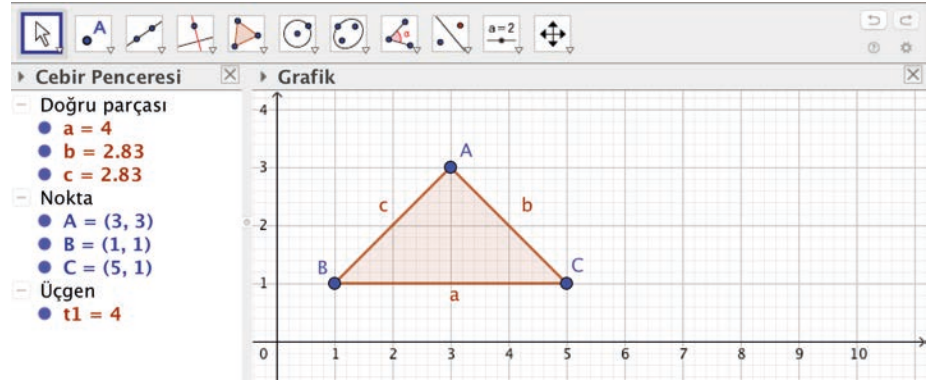 A
α
a=2
Cebir Penceresi
Doğru parçası
a = 4
b = 2.83
c = 2.83
Nokta
A = (3, 3)
B = (1, 1)
C = (5, 1)
Üçgen
t1 = 4
Grafik
4
3
2
1
A
c
b
B
C
a
0 1 2 3 4 5 6 7 8 9 10